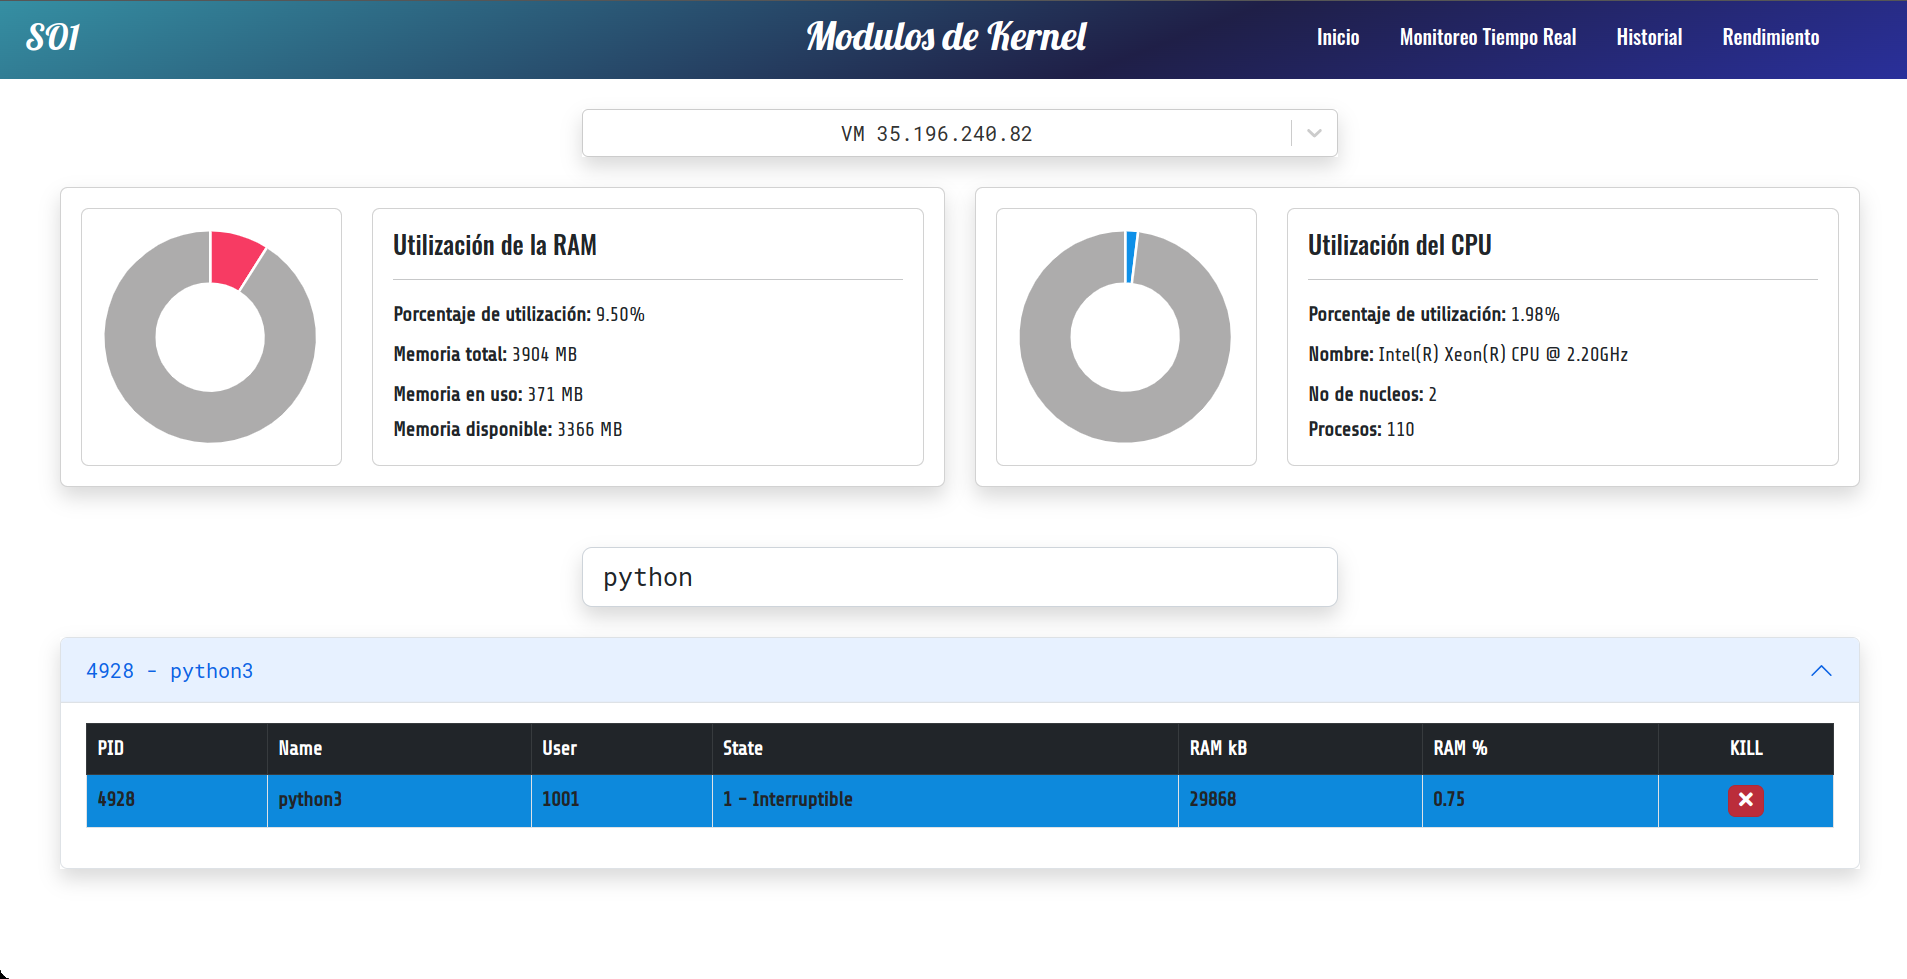 SO1
Modulos de Kernel
Inicio Monitoreo Tiempo Real Historial Rendimiento
VM 35.196.240.82
Utilización de la RAM
Porcentaje de utilización: 9.50%
Memoria total: 3904 MB
Memoria en uso: 371 MB
Memoria disponible: 3366 MB
Utilización del CPU
Porcentaje de utilización: 1.98%
Nombre: Intel(R) Xeon(R) CPU @ 2.20GHz
No de nucleos: 2
Procesos: 110
python
4928 - python3
PID Name User State RAM kB RAM % KILL
4928 python3 1001 1 - Interruptible 29868 0.75